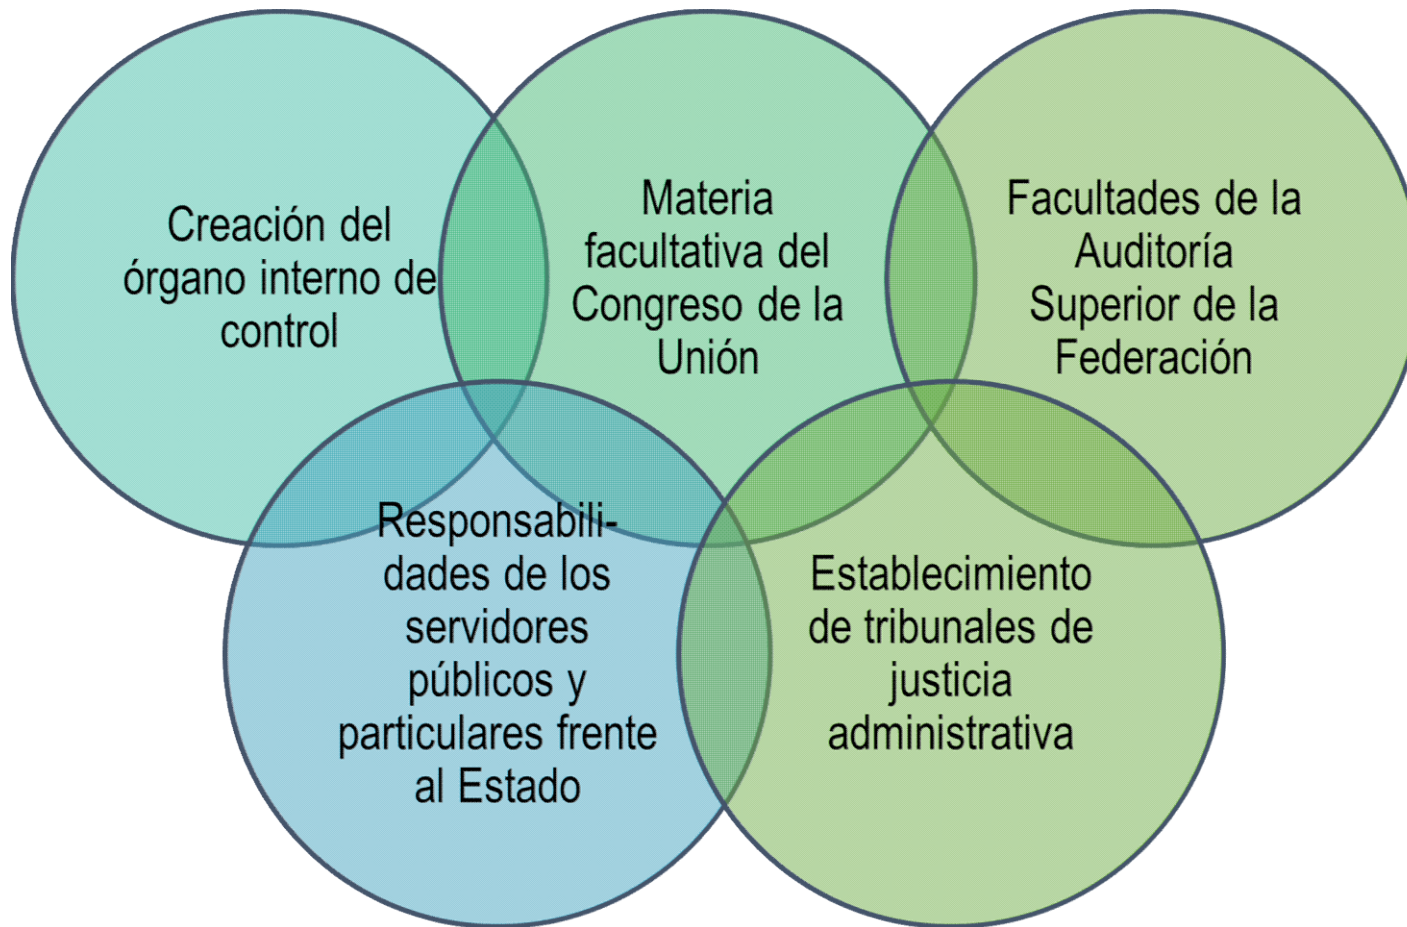 Creación del
órgano interno de
control
Materia
facultativa del
Congreso de la
Unión
Facultades de la
Auditoría
Superior de la
Federación
Responsabili-
dades de los
servidores
públicos y
particulares frente
al Estado
Establecimiento
de tribunales de
justicia
administrativa